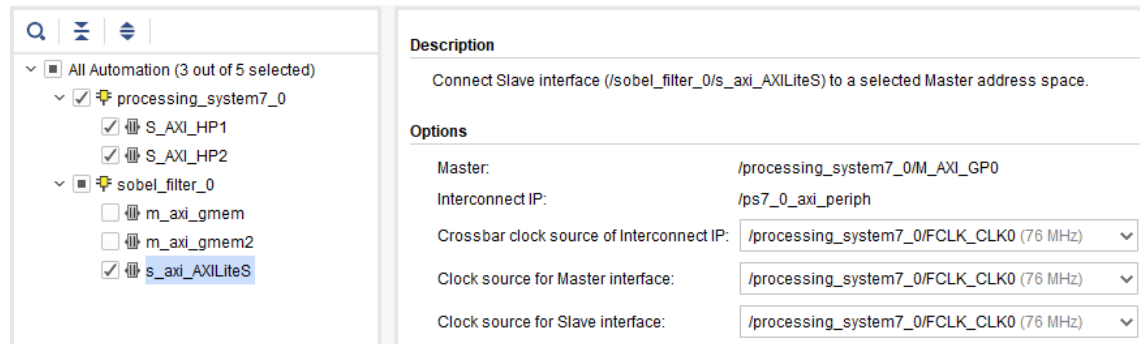 All Automation (3 out of 5 selected)
processing_system7_0
S_AXI_HP1
S_AXI_HP2
sobel_filter_0
m_axi_gmem
m_axi_gmem2
s_axi_AXILiteS
Description
Connect Slave interface (/sobel_filter_0/s_axi_AXILiteS) to a selected Master address space.
Options
Master: /processing_system7_0/M_AXI_GP0
Interconnect IP: /ps7_0_axi_periph
Crossbar clock source of Interconnect IP: /processing_system7_0/FCLK_CLK0 (76 MHz)
Clock source for Master interface: /processing_system7_0/FCLK_CLK0 (76 MHz)
Clock source for Slave interface: /processing_system7_0/FCLK_CLK0 (76 MHz)